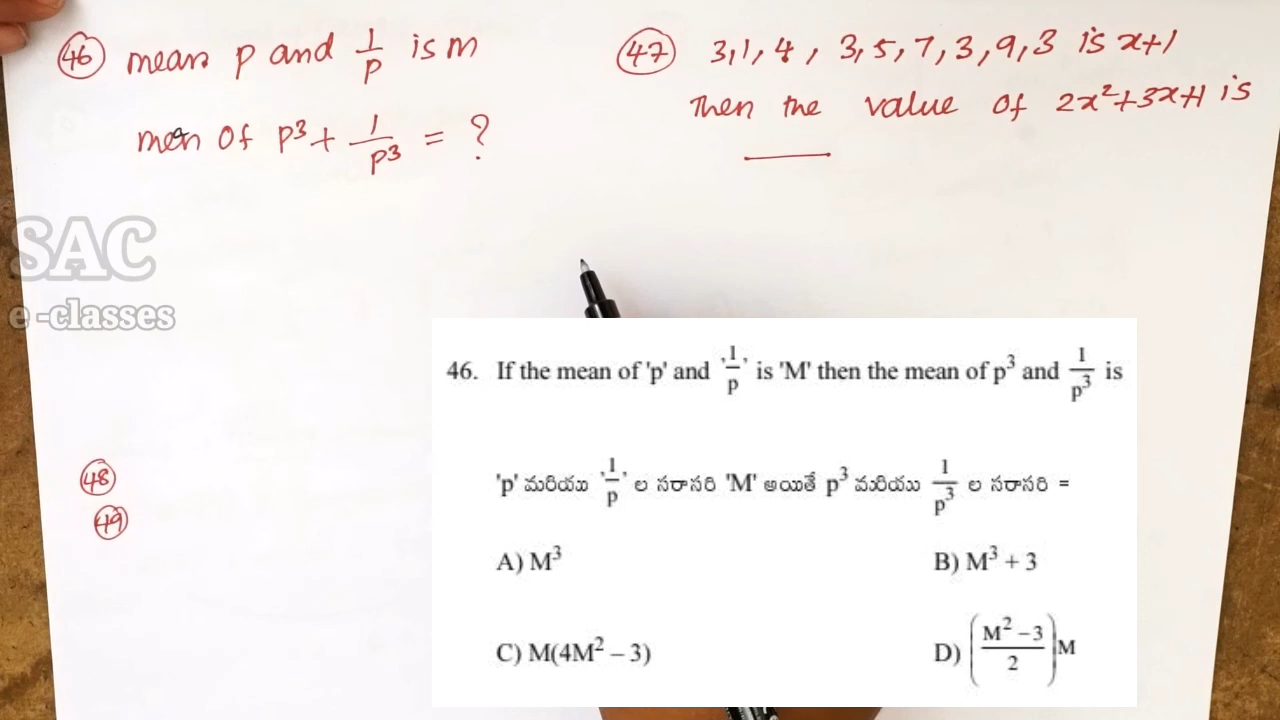 46 mean p and 1/p is m
mean of p³ + 1/p³ = ?
47 3,1,4, 3,5,7,3,9,3 is x+1
Then the value of 2x²+3x+1 is
SAC
e -classes
46. If the mean of 'p' and '1/p' is 'M' then the mean of p³ and 1/p³ is
'p' మరియు '1/p' ల సరాసరి 'M' అయితే p³ మరియు 1/p³ ల సరాసరి =
A) M³ B) M³ + 3
C) M(4M² – 3) D) ((M² – 3)/2)M
48
49